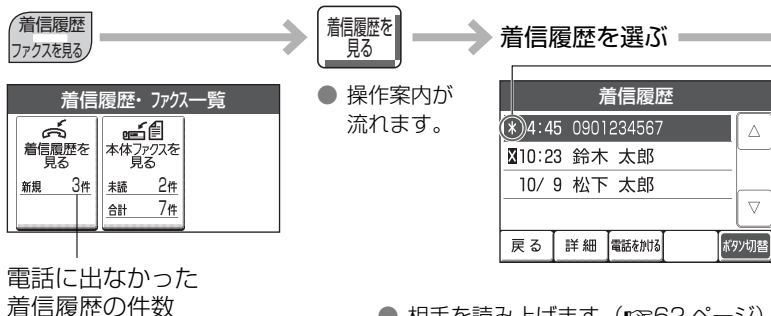 着信履歴
ファクスを見る
着信履歴を
見る
着信履歴を選ぶ
着信履歴・ファクス一覧
着信履歴を
見る
新規 3件
本体ファクスを
見る
未読 2件
合計 7件
電話に出なかった
着信履歴の件数
● 操作案内が
流れます。
着信履歴
*4:45 0901234567
X10:23 鈴木 太郎
10/ 9 松下 太郎
△
▽
戻る 詳細 電話をかける ボタン切替
● 相手を読み上げます（☞62 ページ）